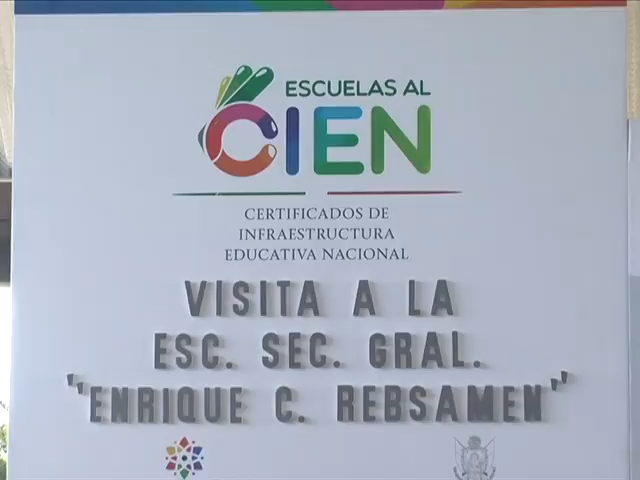 ESCUELAS AL
CIEN
CERTIFICADOS DE
INFRAESTRUCTURA
EDUCATIVA NACIONAL
VISITA A LA
ESC. SEC. GRAL.
"ENRIQUE C. REBSAMEN"